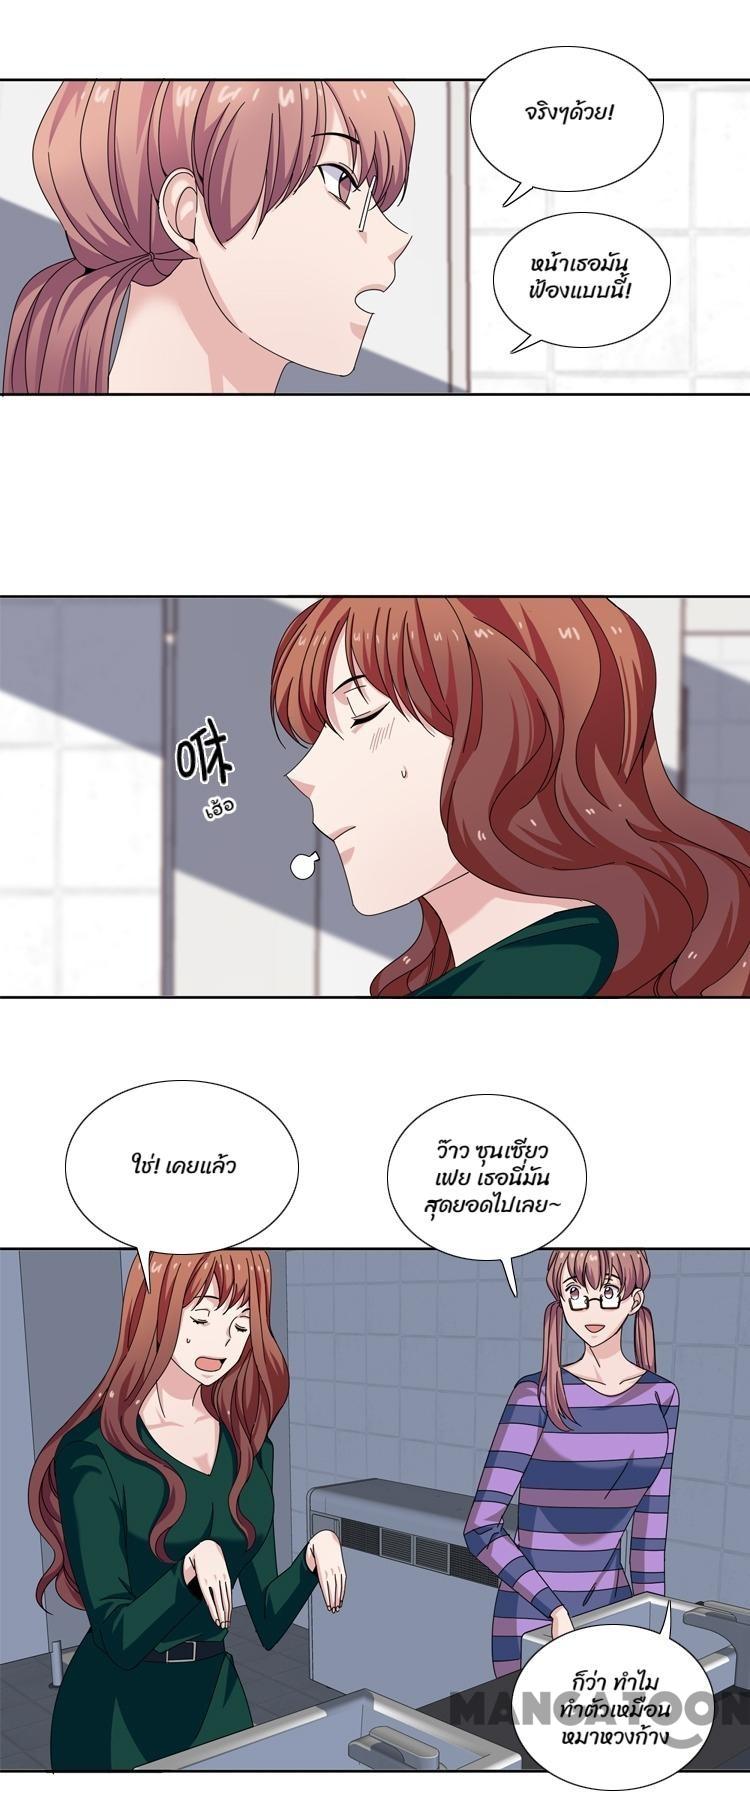 จริงๆด้วย!
หน้าเธอมัน
ฟ้องแบบนี้!
咻
เฮ้อ
ใช่! เคยแล้ว
ว๊าว ซุนเซียว
เฟย เธอนี่มัน
สุดยอดไปเลย~
ก็ว่า ทำไม
ทำตัวเหมือน
หมาหวงก้าง
MANGATOON